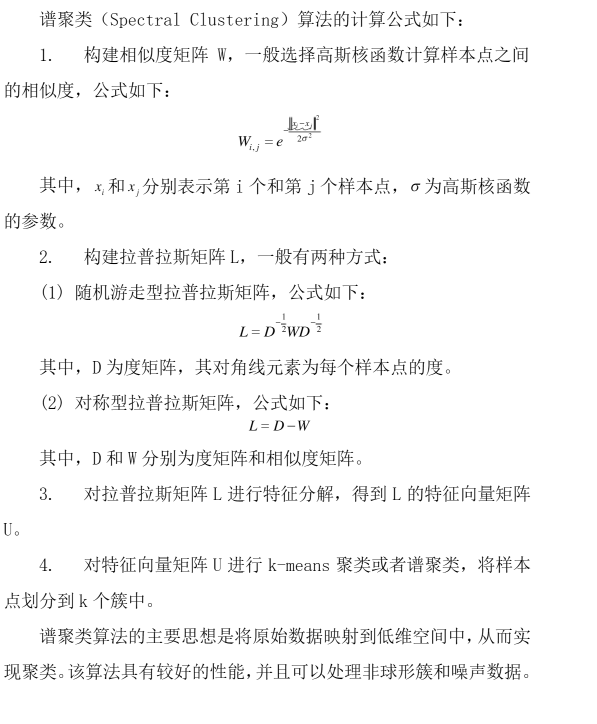 谱聚类（Spectral Clustering）算法的计算公式如下：
1. 构建相似度矩阵 W，一般选择高斯核函数计算样本点之间
的相似度，公式如下：
W_{i,j} = e^{-\frac{\|x_i - x_j\|^2}{2σ^2}}
其中，x_i 和 x_j 分别表示第 i 个和第 j 个样本点，σ 为高斯核函数
的参数。
2. 构建拉普拉斯矩阵 L，一般有两种方式：
(1) 随机游走型拉普拉斯矩阵，公式如下：
L = D^{-\frac{1}{2}}WD^{-\frac{1}{2}}
其中，D 为度矩阵，其对角线元素为每个样本点的度。
(2) 对称型拉普拉斯矩阵，公式如下：
L = D − W
其中，D 和 W 分别为度矩阵和相似度矩阵。
3. 对拉普拉斯矩阵 L 进行特征分解，得到 L 的特征向量矩阵
U。
4. 对特征向量矩阵 U 进行 k-means 聚类或者谱聚类，将样本
点划分到 k 个簇中。
谱聚类算法的主要思想是将原始数据映射到低维空间中，从而实
现聚类。该算法具有较好的性能，并且可以处理非球形簇和噪声数据。